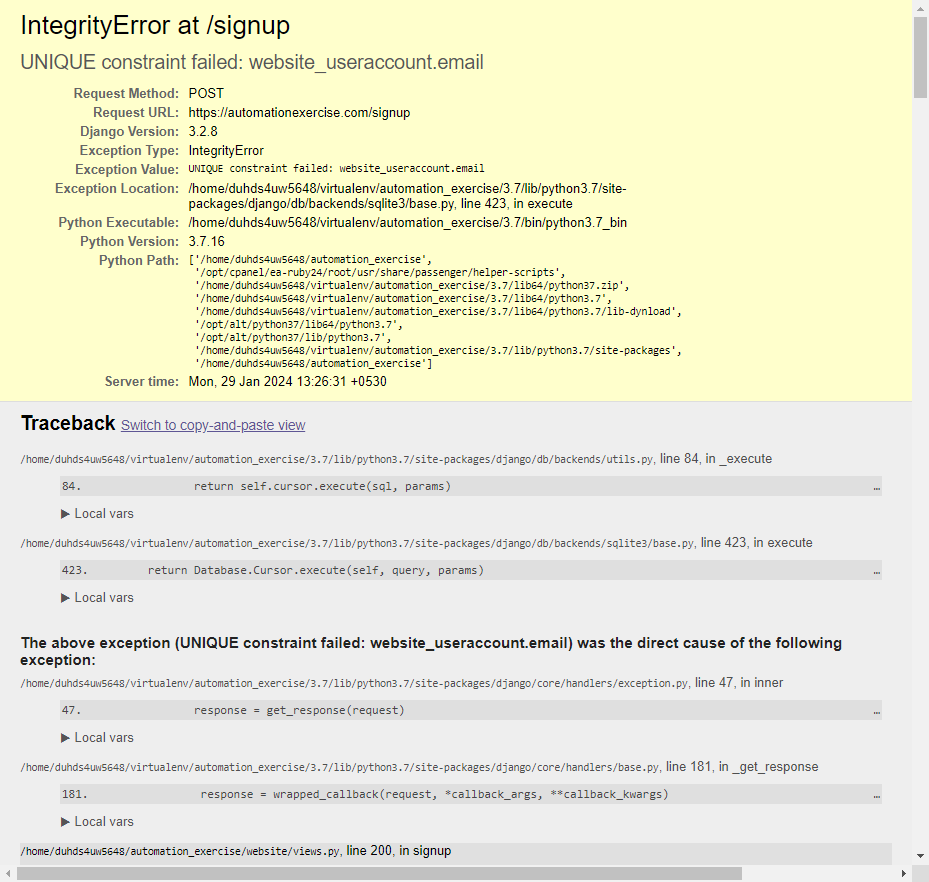 IntegrityError at /signup
UNIQUE constraint failed: website_useraccount.email
Request Method: POST
Request URL: https://automationexercise.com/signup
Django Version: 3.2.8
Exception Type: IntegrityError
Exception Value: UNIQUE constraint failed: website_useraccount.email
Exception Location: /home/duhds4uw5648/virtualenv/automation_exercise/3.7/lib/python3.7/site-
packages/django/db/backends/sqlite3/base.py, line 423, in execute
Python Executable: /home/duhds4uw5648/virtualenv/automation_exercise/3.7/bin/python3.7_bin
Python Version: 3.7.16
Python Path: ['/home/duhds4uw5648/automation_exercise',
'/opt/cpanel/ea-ruby24/root/usr/share/passenger/helper-scripts',
'/home/duhds4uw5648/virtualenv/automation_exercise/3.7/lib64/python37.zip',
'/home/duhds4uw5648/virtualenv/automation_exercise/3.7/lib64/python3.7',
'/home/duhds4uw5648/virtualenv/automation_exercise/3.7/lib64/python3.7/lib-dynload',
'/opt/alt/python37/lib64/python3.7',
'/opt/alt/python37/lib/python3.7',
'/home/duhds4uw5648/virtualenv/automation_exercise/3.7/lib/python3.7/site-packages',
'/home/duhds4uw5648/automation_exercise']
Server time: Mon, 29 Jan 2024 13:26:31 +0530
Traceback Switch to copy-and-paste view
/home/duhds4uw5648/virtualenv/automation_exercise/3.7/lib/python3.7/site-packages/django/db/backends/utils.py, line 84, in _execute
84. return self.cursor.execute(sql, params) …
▶ Local vars
/home/duhds4uw5648/virtualenv/automation_exercise/3.7/lib/python3.7/site-packages/django/db/backends/sqlite3/base.py, line 423, in execute
423. return Database.Cursor.execute(self, query, params) …
▶ Local vars
The above exception (UNIQUE constraint failed: website_useraccount.email) was the direct cause of the following
exception:
/home/duhds4uw5648/virtualenv/automation_exercise/3.7/lib/python3.7/site-packages/django/core/handlers/exception.py, line 47, in inner
47. response = get_response(request) …
▶ Local vars
/home/duhds4uw5648/virtualenv/automation_exercise/3.7/lib/python3.7/site-packages/django/core/handlers/base.py, line 181, in _get_response
181. response = wrapped_callback(request, *callback_args, **callback_kwargs) …
▶ Local vars
/home/duhds4uw5648/automation_exercise/website/views.py, line 200, in signup